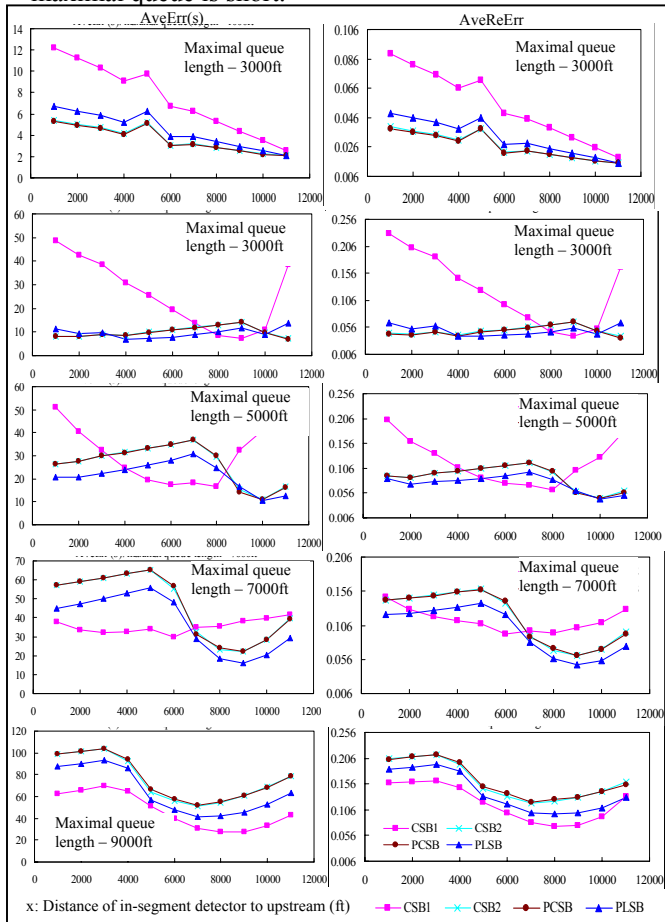 maximal queue is short.
AveErr(s) AveReErr
14
12
10
8
6
4
2
0
Maximal queue
length – 3000ft
0 2000 4000 6000 8000 10000 12000
0.106
0.086
0.066
0.046
0.026
0.006
Maximal queue
length – 3000ft
0 2000 4000 6000 8000 10000 12000
60
50
40
30
20
10
0
Maximal queue
length – 3000ft
0 2000 4000 6000 8000 10000 12000
0.256
0.206
0.156
0.106
0.056
0.006
Maximal queue
length – 3000ft
0 2000 4000 6000 8000 10000 12000
60
50
40
30
20
10
0
Maximal queue
length – 5000ft
0 2000 4000 6000 8000 10000 12000
0.256
0.206
0.156
0.106
0.056
0.006
Maximal queue
length – 5000ft
0 2000 4000 6000 8000 10000 12000
70
60
50
40
30
20
10
0
Maximal queue
length – 7000ft
0 2000 4000 6000 8000 10000 12000
0.206
0.156
0.106
0.056
0.006
Maximal queue
length – 7000ft
0 2000 4000 6000 8000 10000 12000
120
100
80
60
40
20
0
Maximal queue
length – 9000ft
0 2000 4000 6000 8000 10000 12000
0.256
0.206
0.156
0.106
0.056
0.006
CSB1 CSB2
PCSB PLSB
0 2000 4000 6000 8000 10000 12000
x: Distance of in-segment detector to upstream (ft) CSB1 CSB2 PCSB PLSB